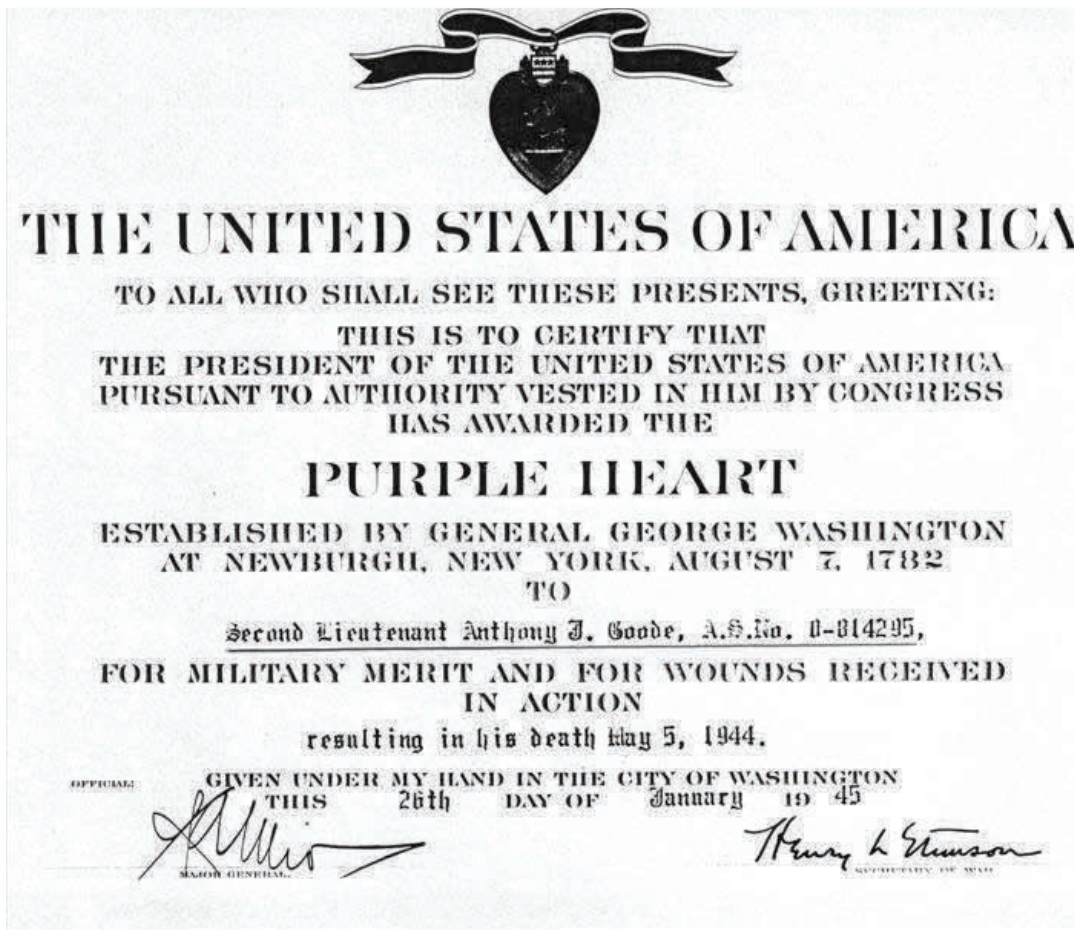 THE UNITED STATES OF AMERICA
TO ALL WHO SHALL SEE THESE PRESENTS, GREETING:
THIS IS TO CERTIFY THAT
THE PRESIDENT OF THE UNITED STATES OF AMERICA
PURSUANT TO AUTHORITY VESTED IN HIM BY CONGRESS
HAS AWARDED THE
PURPLE HEART
ESTABLISHED BY GENERAL GEORGE WASHINGTON
AT NEWBURGH, NEW YORK, AUGUST 7, 1782
TO
Second Lieutenant Anthony J. Goode, A.S.No. O-814295,
FOR MILITARY MERIT AND FOR WOUNDS RECEIVED
IN ACTION
resulting in his death May 5, 1944.
OFFICIAL: GIVEN UNDER MY HAND IN THE CITY OF WASHINGTON
THIS 26th DAY OF January 19 45
Henry L Stimson
MAJOR GENERAL. SECRETARY OF WAR